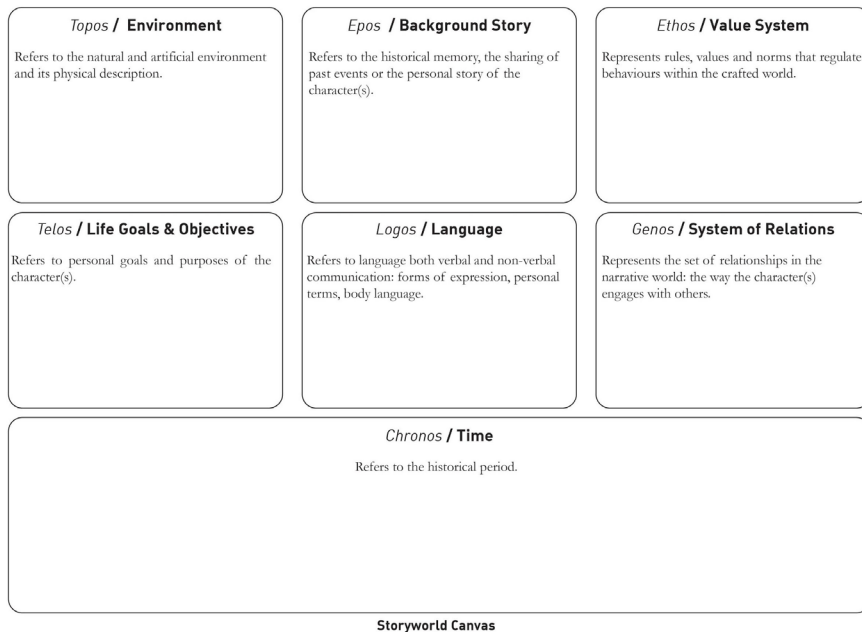 Topos / Environment
Refers to the natural and artificial environment
and its physical description.
Epos / Background Story
Refers to the historical memory, the sharing of
past events or the personal story of the
character(s).
Ethos / Value System
Represents rules, values and norms that regulate
behaviours within the crafted world.
Telos / Life Goals & Objectives
Refers to personal goals and purposes of the
character(s).
Logos / Language
Refers to language both verbal and non-verbal
communication: forms of expression, personal
terms, body language.
Genos / System of Relations
Represents the set of relationships in the
narrative world: the way the character(s)
engages with others.
Chronos / Time
Refers to the historical period.
Storyworld Canvas